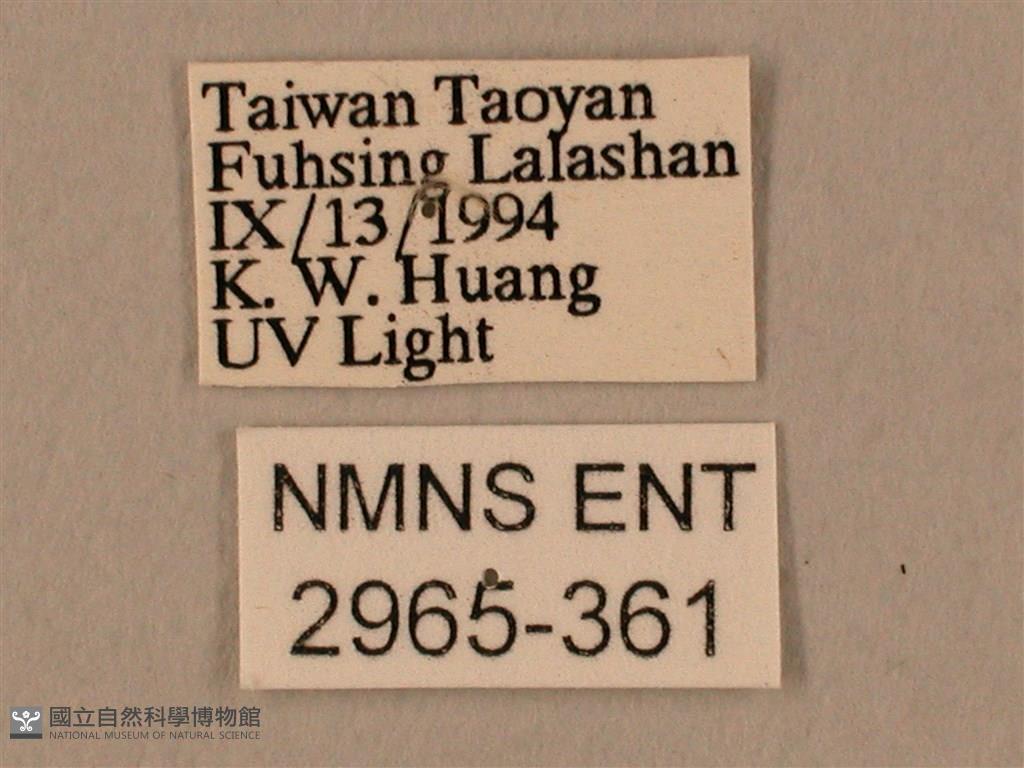 Taiwan Taoyan
Fuhsing Lalashan
IX/13/1994
K. W. Huang
UV Light
NMNS ENT
2965-361
國立自然科學博物館
NATIONAL MUSEUM OF NATURAL SCIENCE